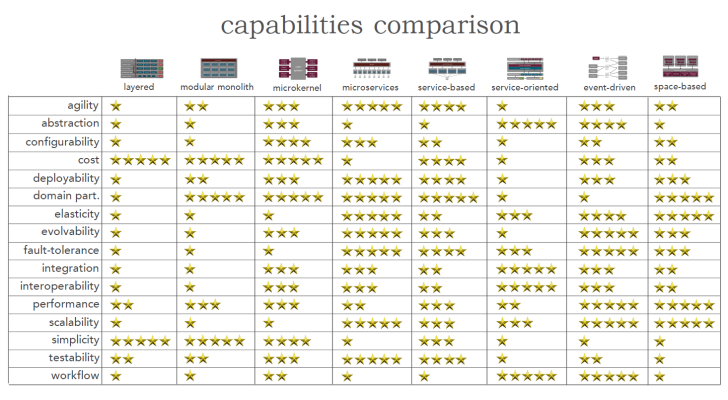 capabilities comparison
layered modular monolith microkernel microservices service-based service-oriented event-driven space-based
agility
abstraction
configurability
cost
deployability
domain part.
elasticity
evolvability
fault-tolerance
integration
interoperability
performance
scalability
simplicity
testability
workflow